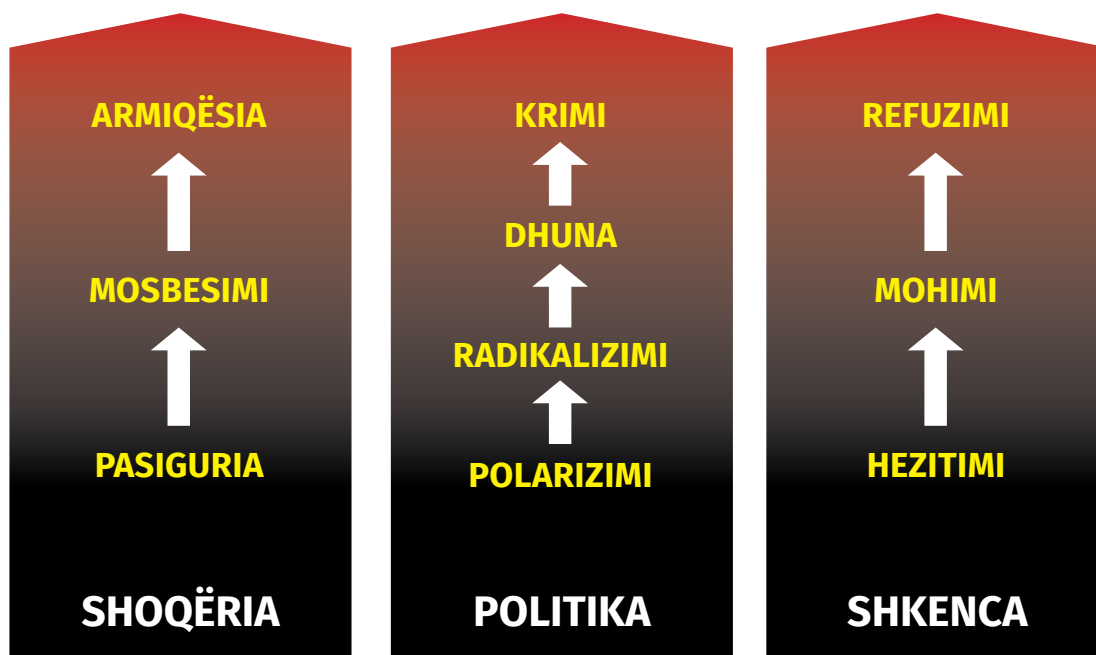 ARMIQËSIA
MOSBESIMI
PASIGURIA
SHOQËRIA
KRIMI
DHUNA
RADIKALIZIMI
POLARIZIMI
POLITIKA
REFUZIMI
MOHIMI
HEZITIMI
SHKENCA